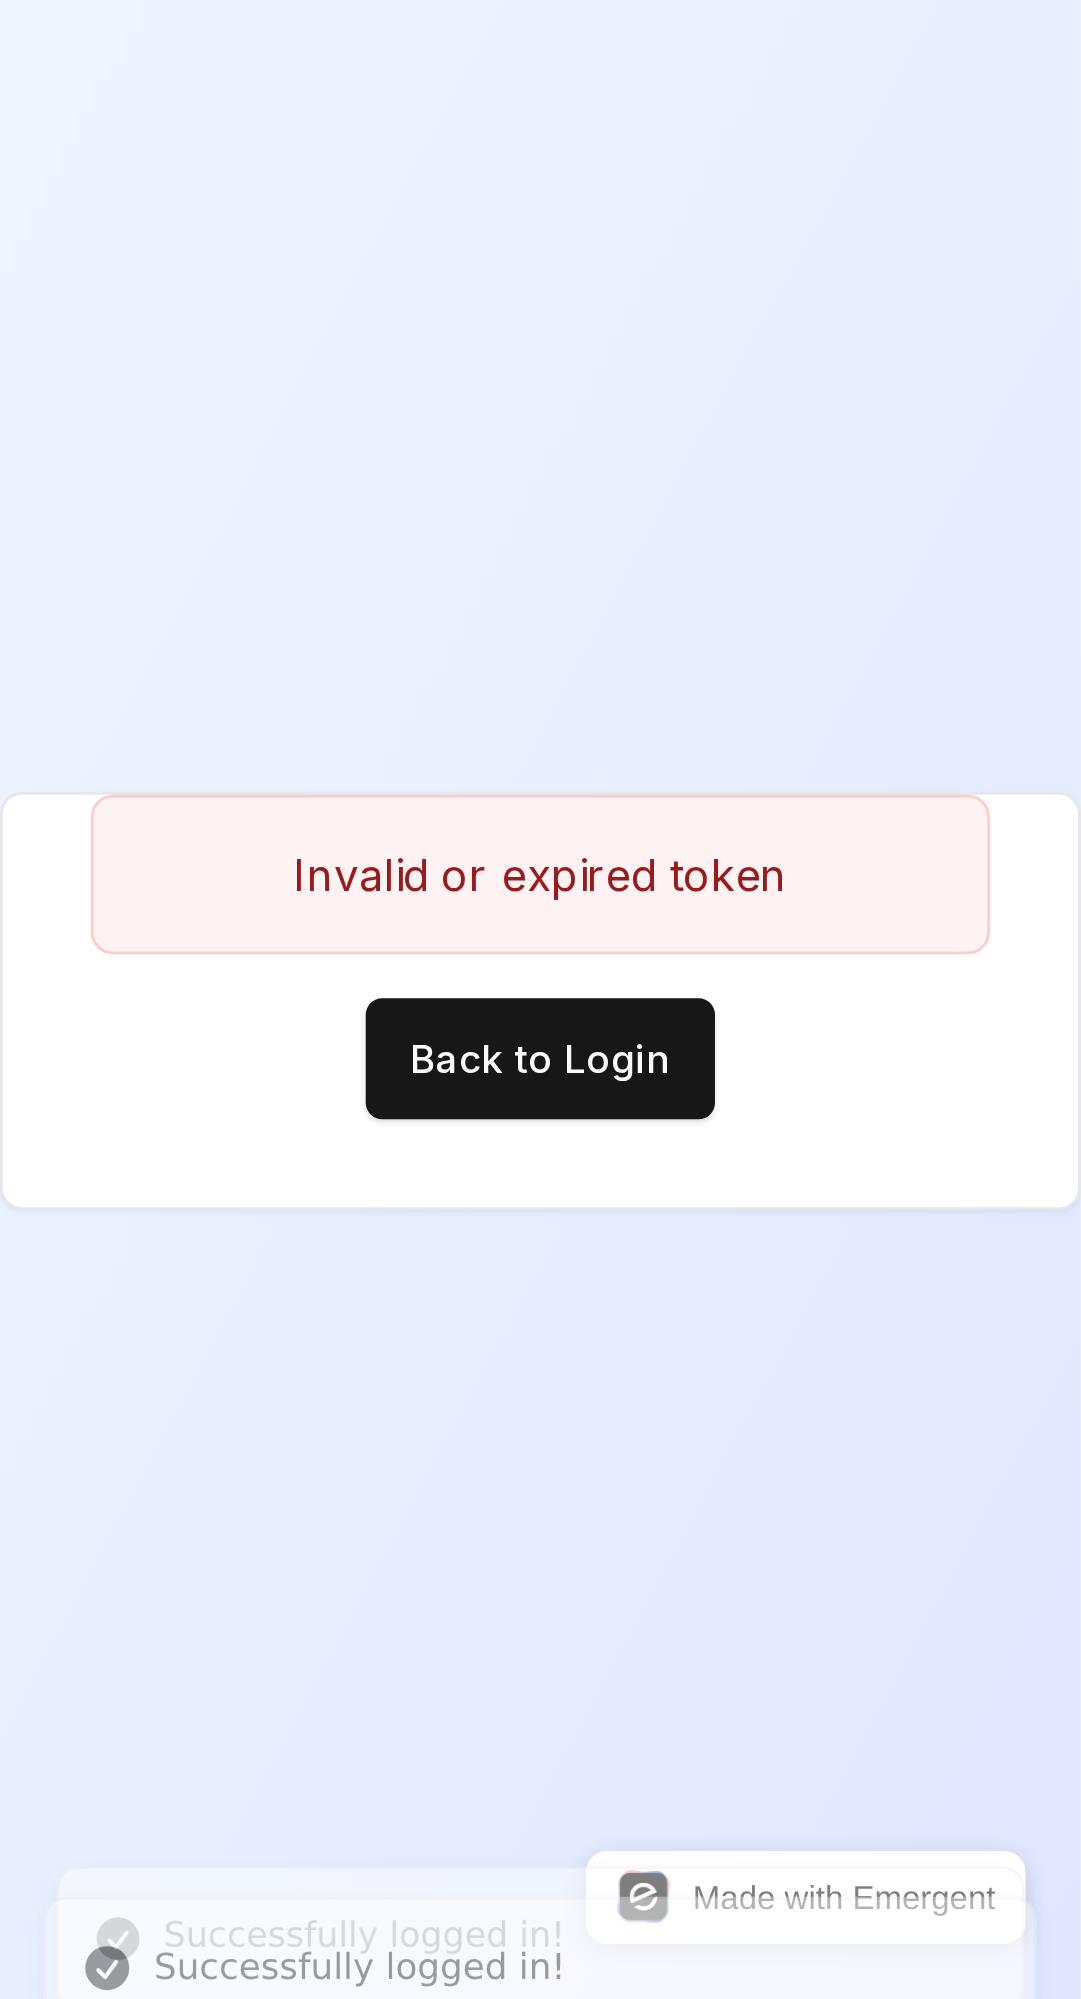 Invalid or expired token
Back to Login
Made with Emergent
Successfully logged in!
Successfully logged in!